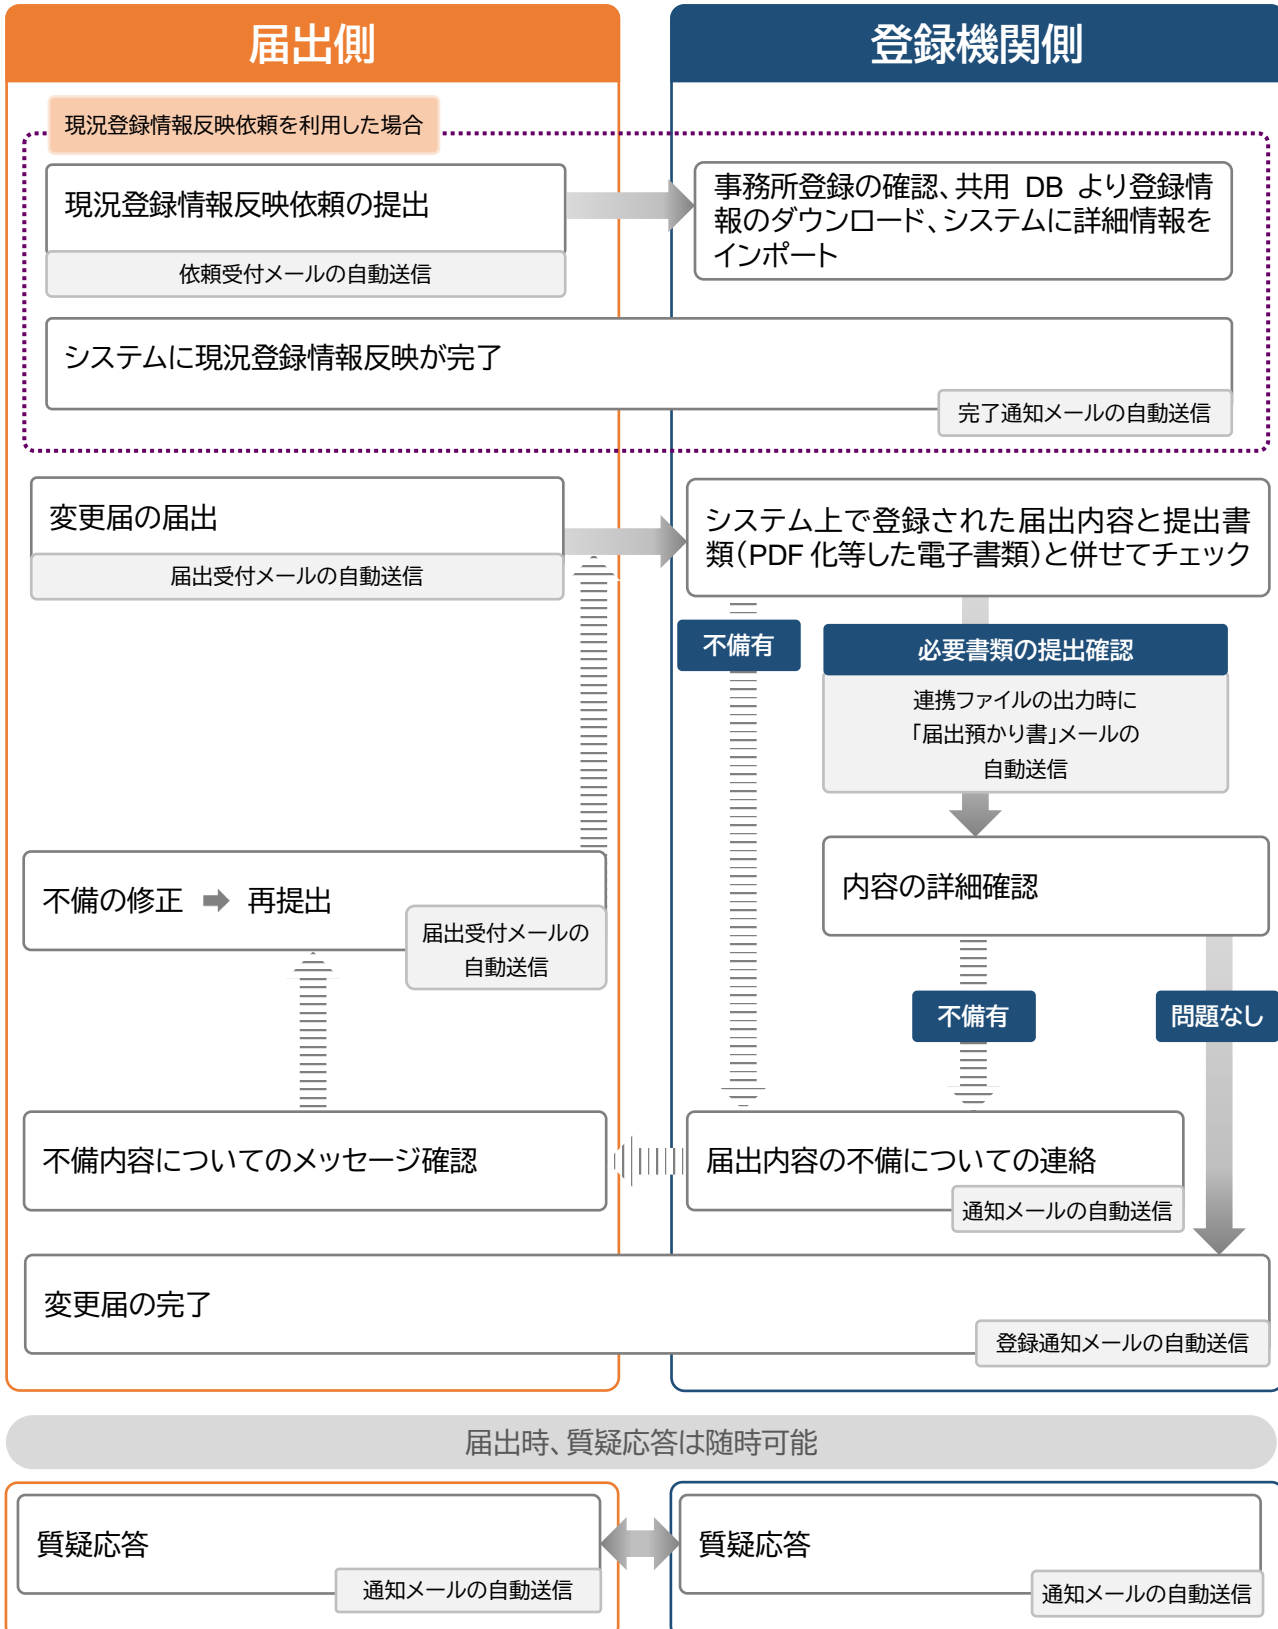 届出側
登録機関側
現況登録情報反映依頼を利用した場合
現況登録情報反映依頼の提出
依頼受付メールの自動送信
事務所登録の確認、共用 DB より登録情
報のダウンロード、システムに詳細情報を
インポート
システムに現況登録情報反映が完了
完了通知メールの自動送信
変更届の届出
届出受付メールの自動送信
システム上で登録された届出内容と提出書
類（PDF 化等した電子書類）と併せてチェック
不備有
必要書類の提出確認
連携ファイルの出力時に
「届出預かり書」メールの
自動送信
不備の修正 ➡ 再提出
届出受付メールの
自動送信
内容の詳細確認
不備有
問題なし
不備内容についてのメッセージ確認
届出内容の不備についての連絡
通知メールの自動送信
変更届の完了
登録通知メールの自動送信
届出時、質疑応答は随時可能
質疑応答
通知メールの自動送信
質疑応答
通知メールの自動送信